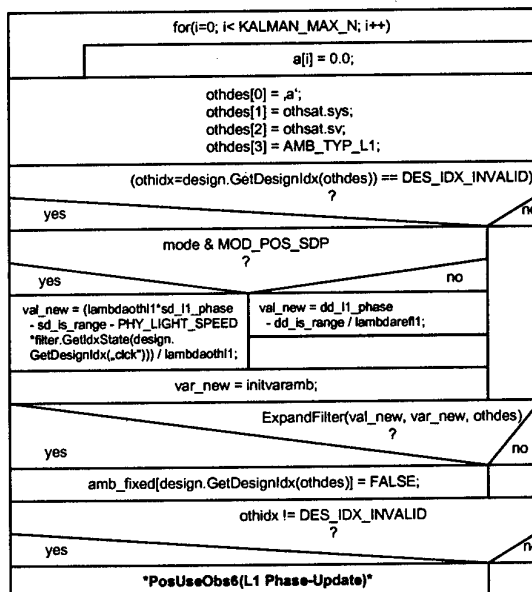 for(i=0; i< KALMAN_MAX_N; i++)
a[i] = 0.0;
othdes[0] = ‚a‘;
othdes[1] = othsat.sys;
othdes[2] = othsat.sv;
othdes[3] = AMB_TYP_L1;
(othidx=design.GetDesignIdx(othdes)) == DES_IDX_INVALID)
?
yes
mode & MOD_POS_SDP
?
yes
no
val_new = (lambdaothl1*sd_l1_phase
- sd_is_range - PHY_LIGHT_SPEED
*filter.GetIdxState(design.
GetDesignIdx(„clck“))) / lambdaothl1;
val_new = dd_l1_phase
- dd_is_range / lambdarefl1;
var_new = initvaramb;
ExpandFilter(val_new, var_new, othdes)
?
yes
no
amb_fixed[design.GetDesignIdx(othdes)] = FALSE;
othidx != DES_IDX_INVALID
?
yes
*PosUseObs6(L1 Phase-Update)*